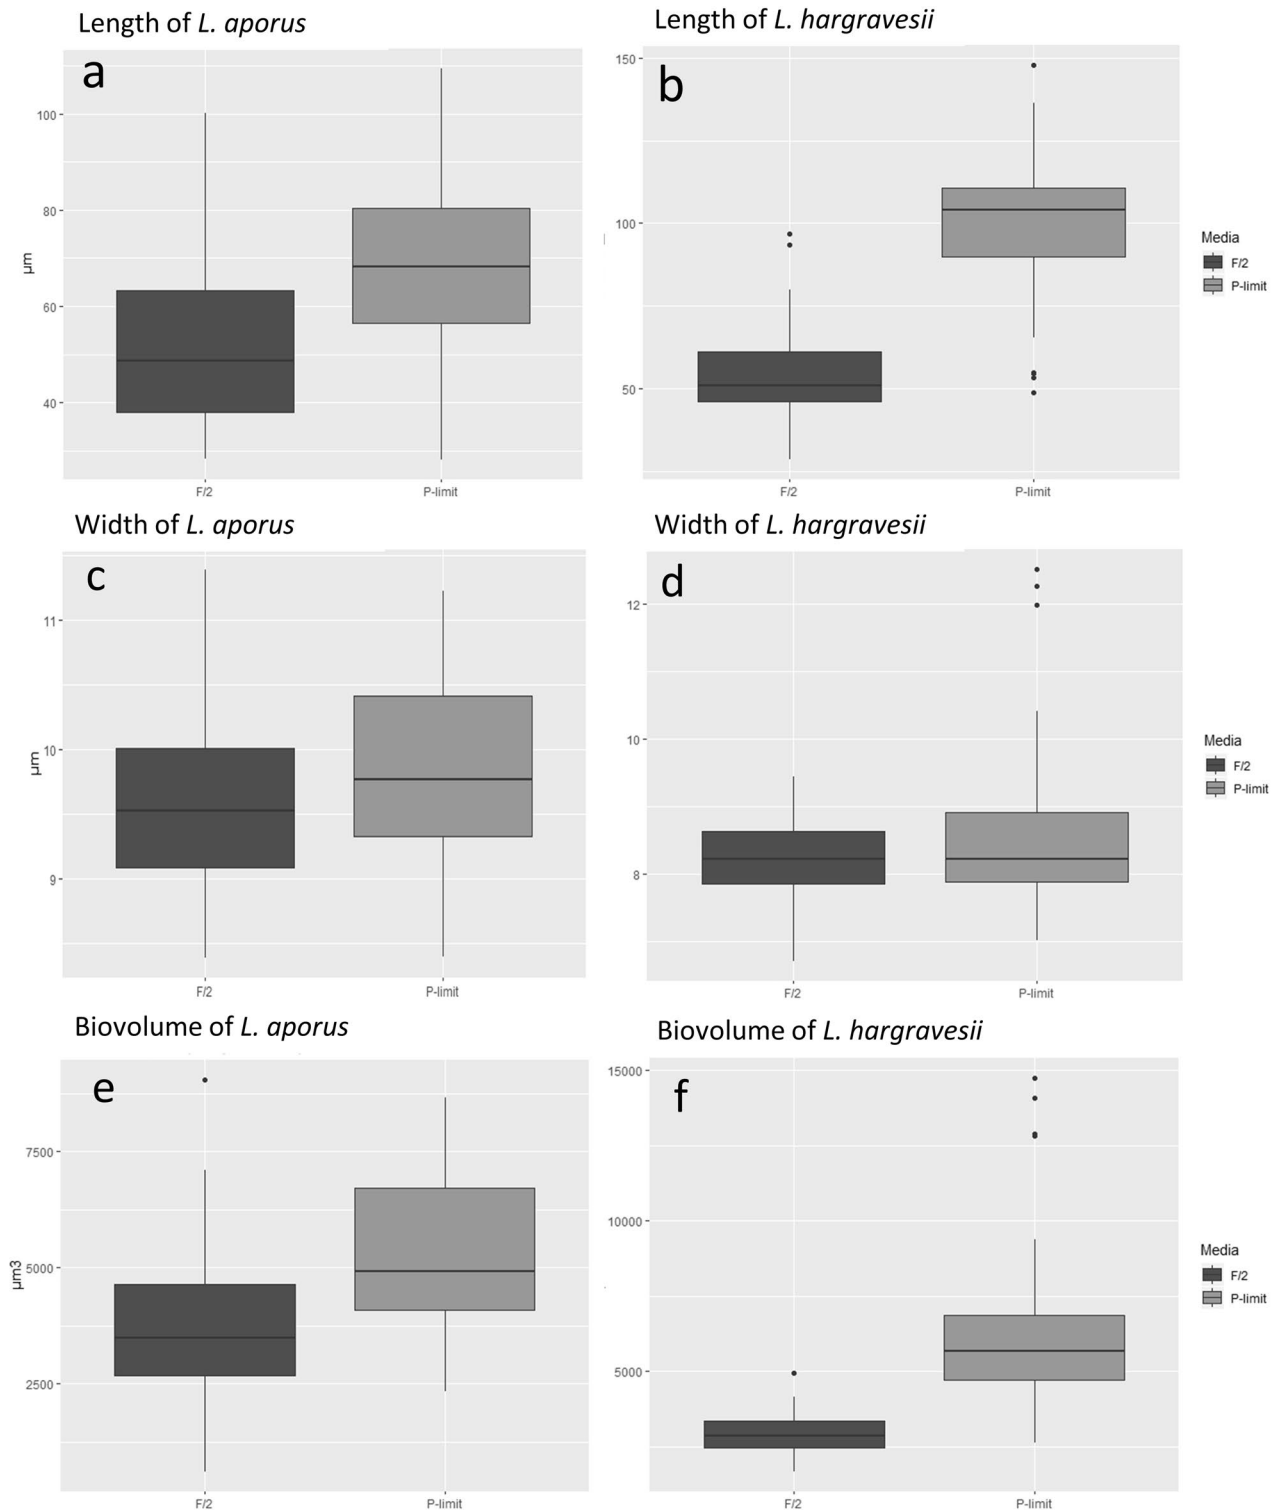 Length of L. aporus
a
100
80
60
40
µm
F/2
P-limit
Length of L. hargravesii
b
150
100
50
F/2
P-limit
Media
F/2
P-limit
Width of L. aporus
c
11
10
9
µm
F/2
P-limit
Width of L. hargravesii
d
12
10
8
F/2
P-limit
Media
F/2
P-limit
Biovolume of L. aporus
e
7500
5000
2500
µm3
F/2
P-limit
Biovolume of L. hargravesii
f
15000
10000
5000
F/2
P-limit
Media
F/2
P-limit